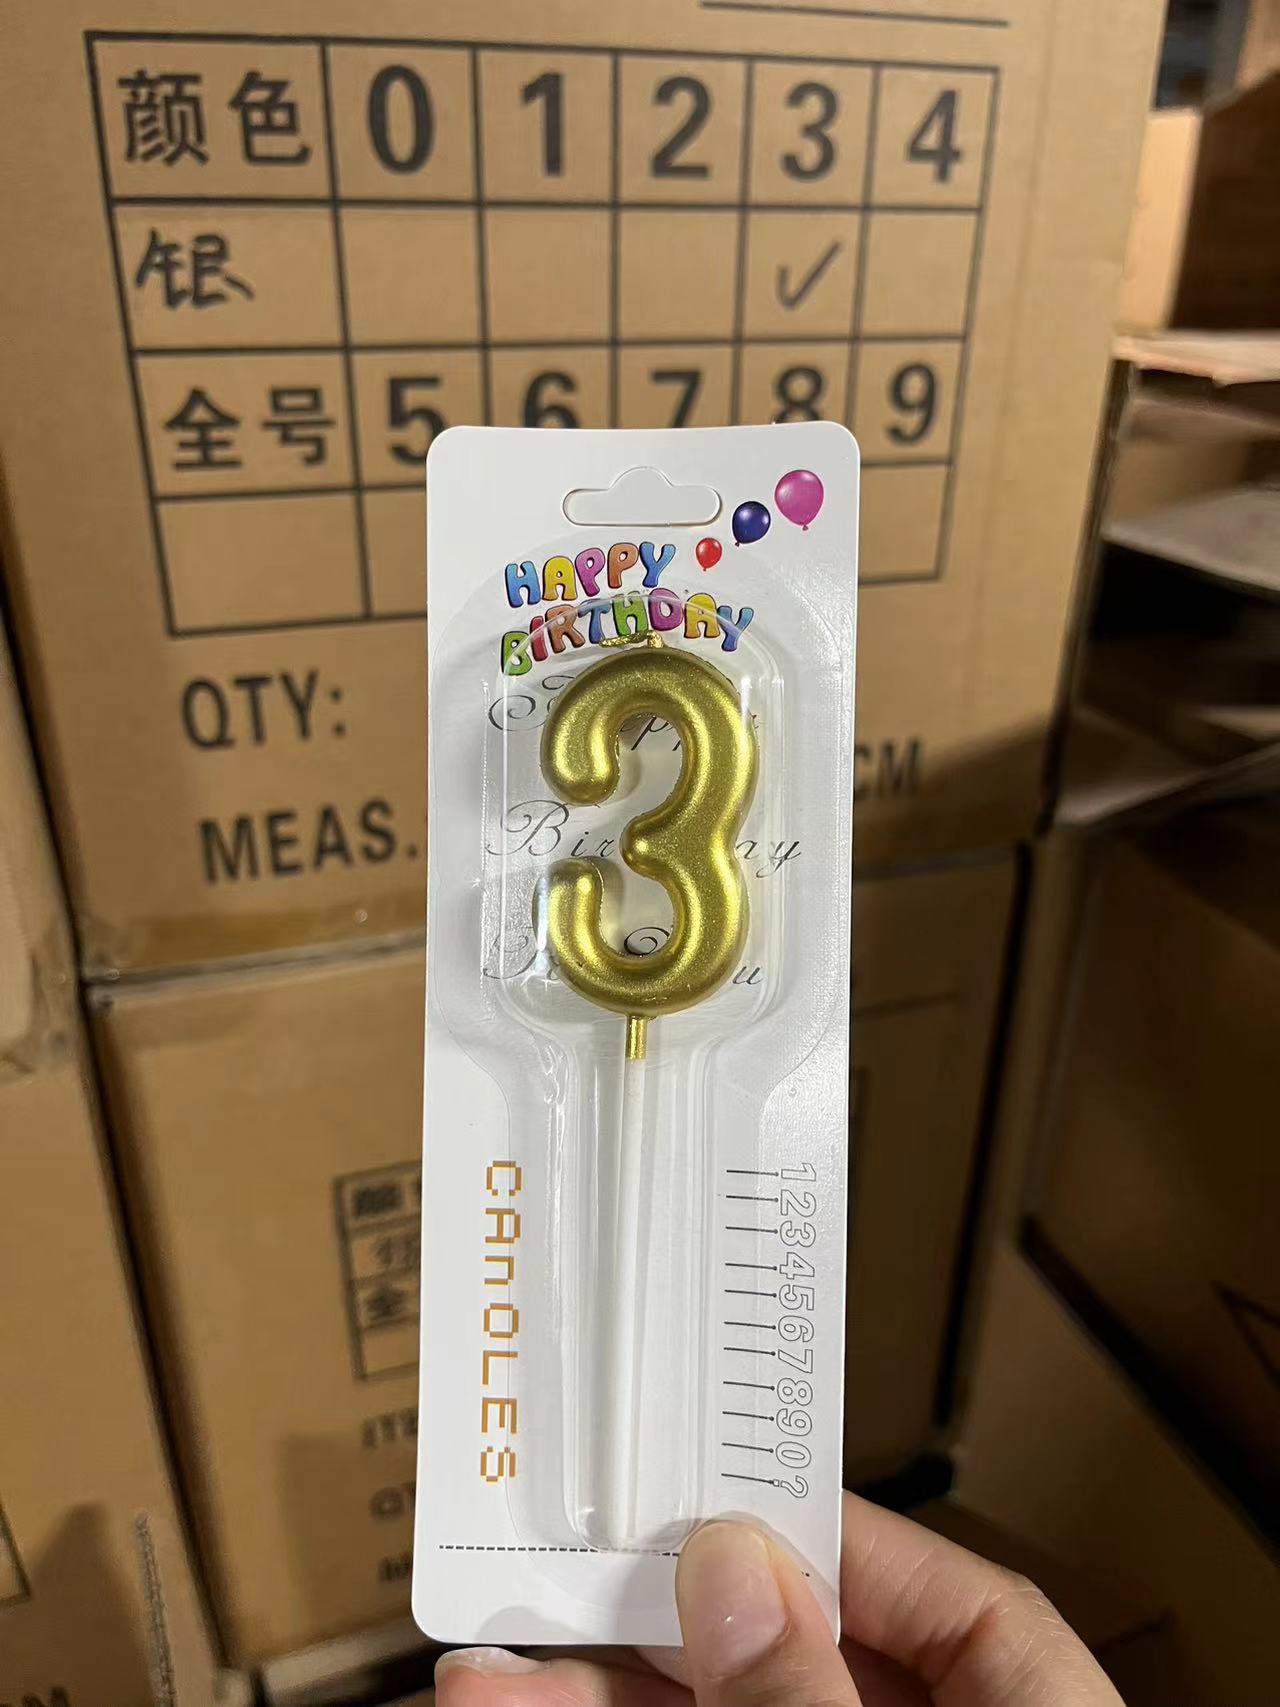 颜色 0 1 2 3 4
银 ✓
全号 5 6 7 8 9
QTY:
MEAS.
CM
HAPPY
BIRTHDAY
Birthday
CANDLES
1234567890?